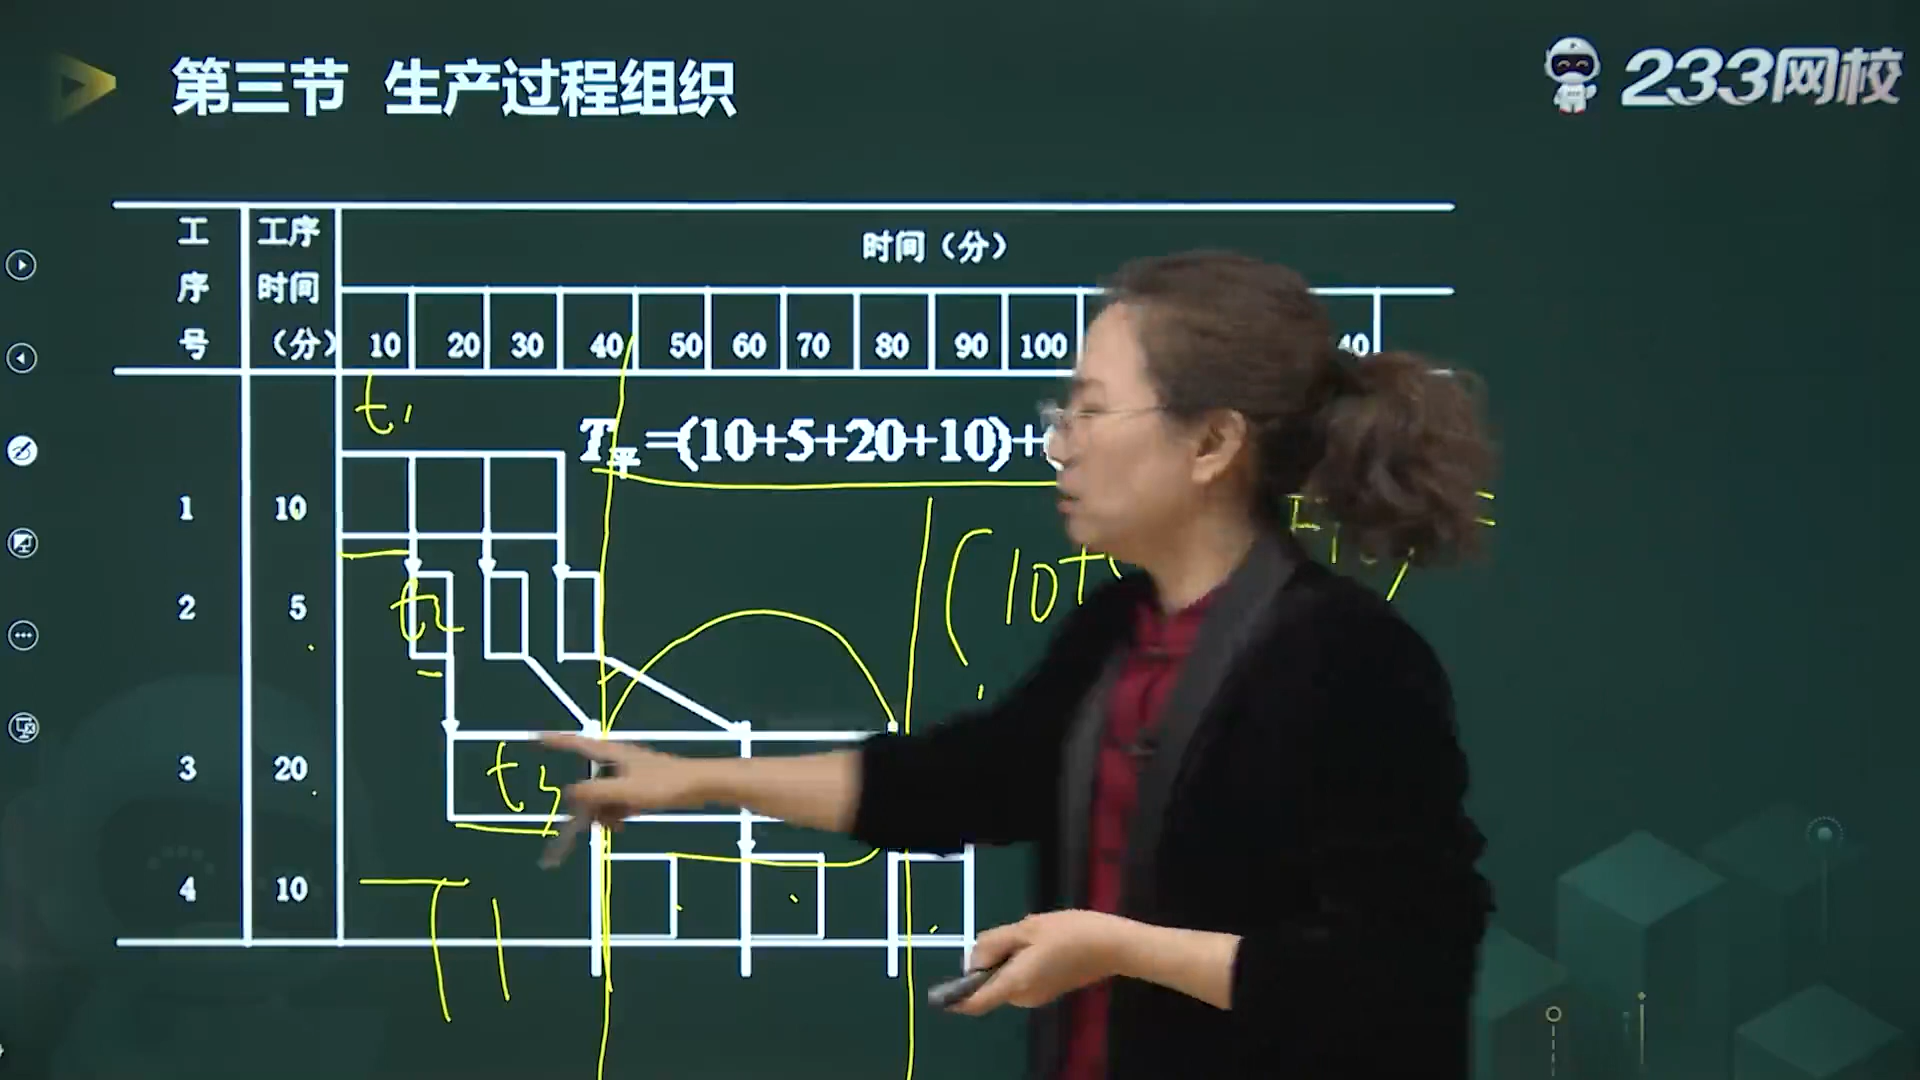 第三节 生产过程组织
233网校
工序号 工序时间（分） 时间（分）
10 20 30 40 50 60 70 80 90 100 40
t1
T平=(10+5+20+10)+
1 10
(10+
2 5
t2
3 20
t3
4 10
T1